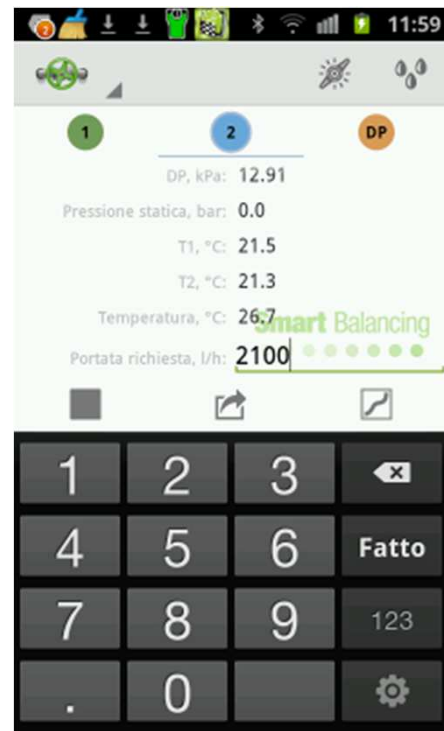 2 11:59
1 2 DP
DP, kPa: 12.91
Pressione statica, bar: 0.0
T1, °C: 21.5
T2, °C: 21.3
Temperatura, °C: 26.7
Smart Balancing
Portata richiesta, l/h: 2100
1 2 3
4 5 6 Fatto
7 8 9 123
. 0